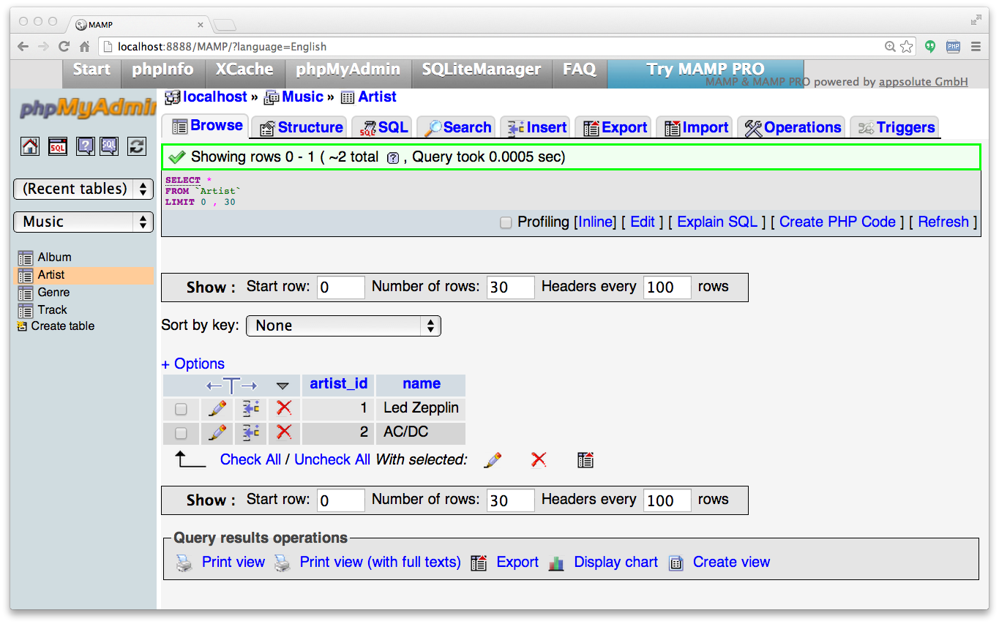 MAMP
localhost:8888/MAMP/?language=English
PHP
Start phpInfo XCache phpMyAdmin SQLiteManager FAQ Try MAMP PRO
MAMP & MAMP PRO powered by appsolute GmbH
phpMyAdmin
localhost » Music » Artist
Browse Structure SQL Search Insert Export Import Operations Triggers
SQL ? SQL
Showing rows 0 - 1 ( ~2 total ? , Query took 0.0005 sec)
(Recent tables)
SELECT *
FROM `Artist`
LIMIT 0 , 30
Music
Profiling [Inline] [ Edit ] [ Explain SQL ] [ Create PHP Code ] [ Refresh ]
Album
Artist
Genre
Track
Create table
Show : Start row: 0 Number of rows: 30 Headers every 100 rows
Sort by key: None
+ Options
←T→ artist_id name
1 Led Zepplin
2 AC/DC
Check All / Uncheck All With selected:
Show : Start row: 0 Number of rows: 30 Headers every 100 rows
Query results operations
Print view Print view (with full texts) Export Display chart Create view